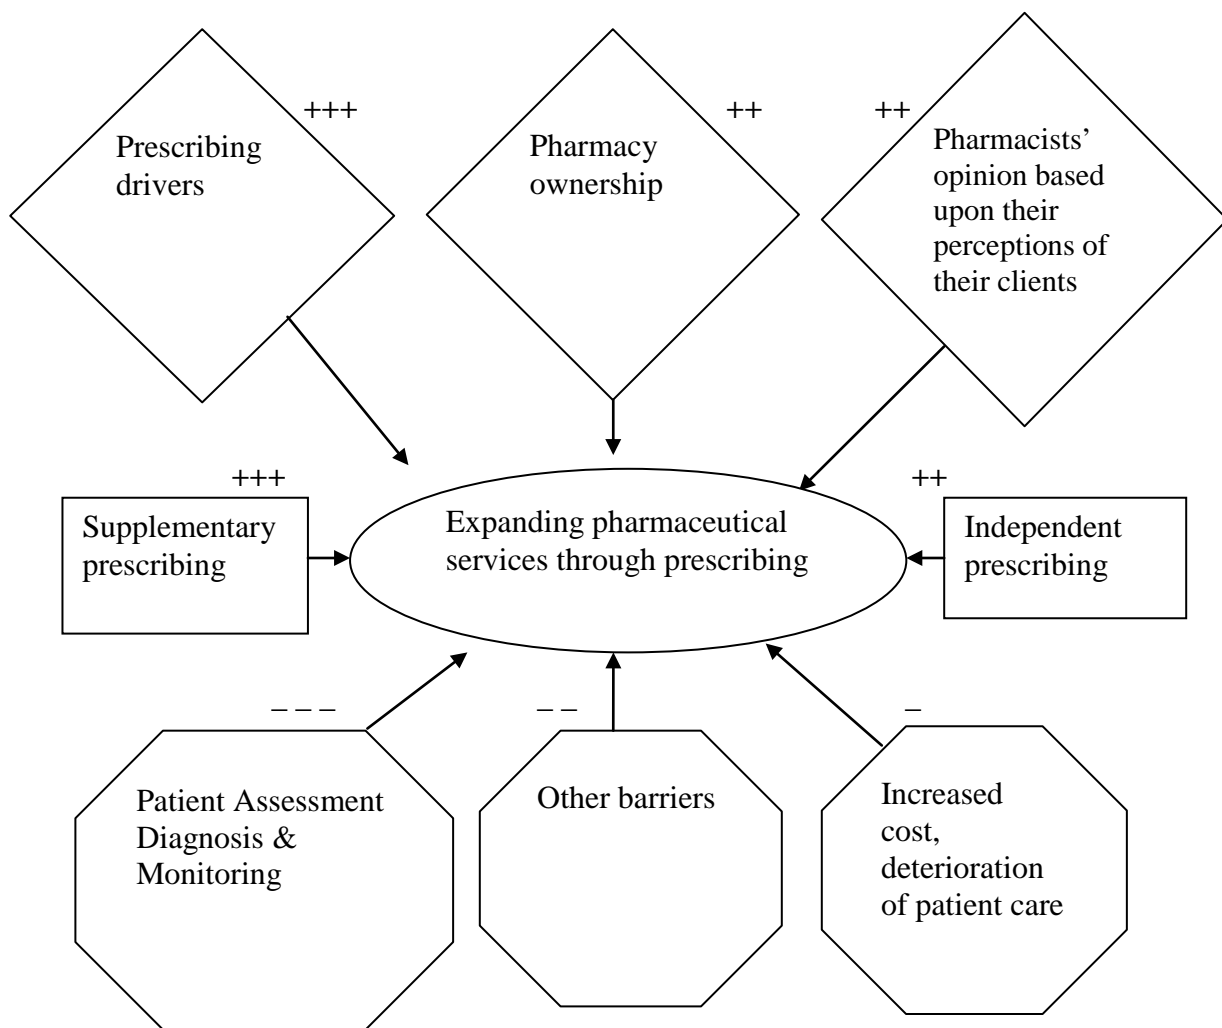 +++
Prescribing
drivers
++
Pharmacy
ownership
++
Pharmacists’
opinion based
upon their
perceptions of
their clients
+++
Supplementary
prescribing
Expanding pharmaceutical
services through prescribing
++
Independent
prescribing
– – –
Patient Assessment
Diagnosis &
Monitoring
– –
Other barriers
–
Increased
cost,
deterioration
of patient care